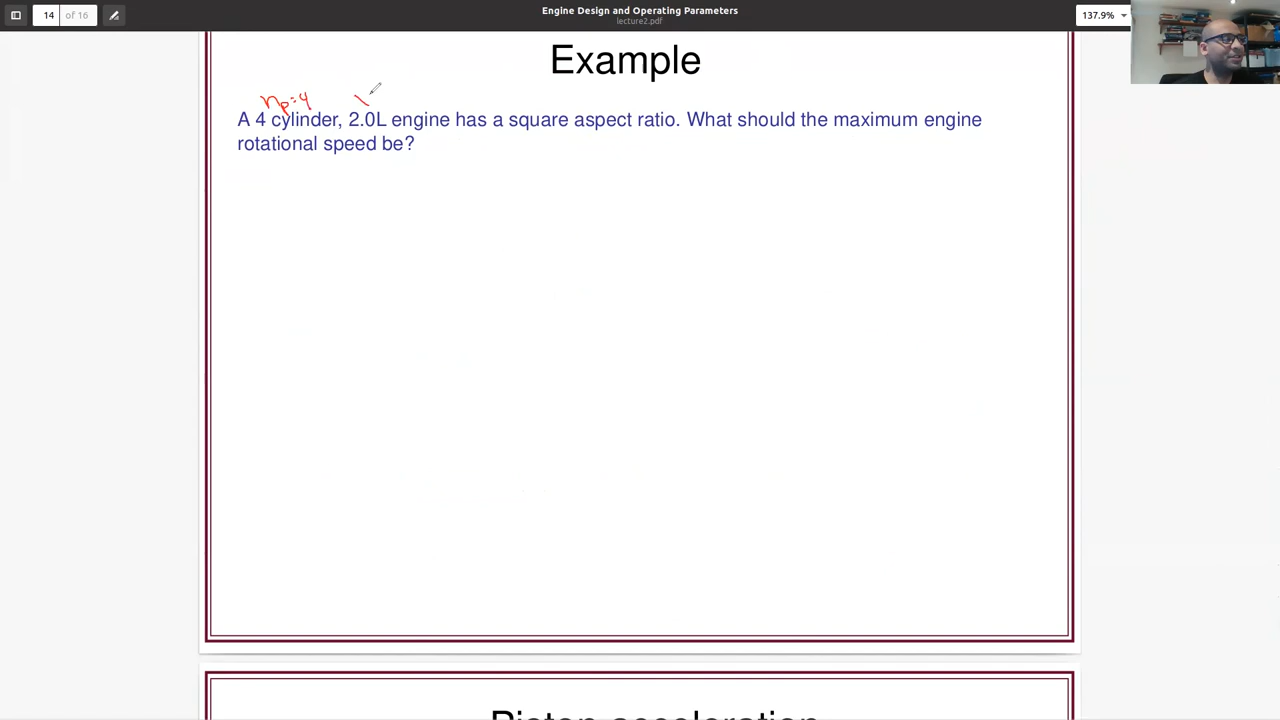 14 of 16
Engine Design and Operating Parameters
lecture2.pdf
137.9%
Example
np=4
A 4 cylinder, 2.0L engine has a square aspect ratio. What should the maximum engine
rotational speed be?
Piston acceleration